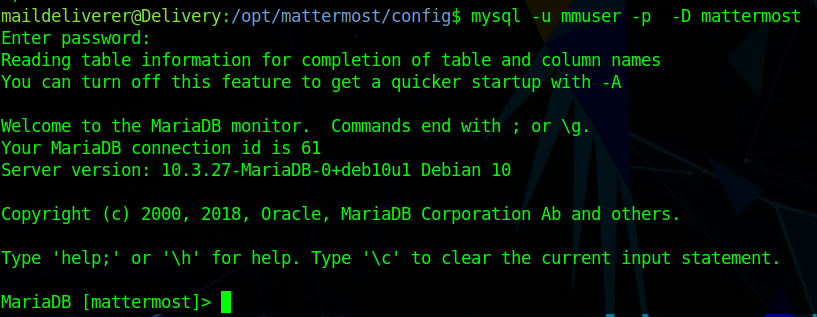 maildeliverer@Delivery:/opt/mattermost/config$ mysql -u mmuser -p  -D mattermost
Enter password:
Reading table information for completion of table and column names
You can turn off this feature to get a quicker startup with -A

Welcome to the MariaDB monitor.  Commands end with ; or \g.
Your MariaDB connection id is 61
Server version: 10.3.27-MariaDB-0+deb10u1 Debian 10

Copyright (c) 2000, 2018, Oracle, MariaDB Corporation Ab and others.

Type 'help;' or '\h' for help. Type '\c' to clear the current input statement.

MariaDB [mattermost]>